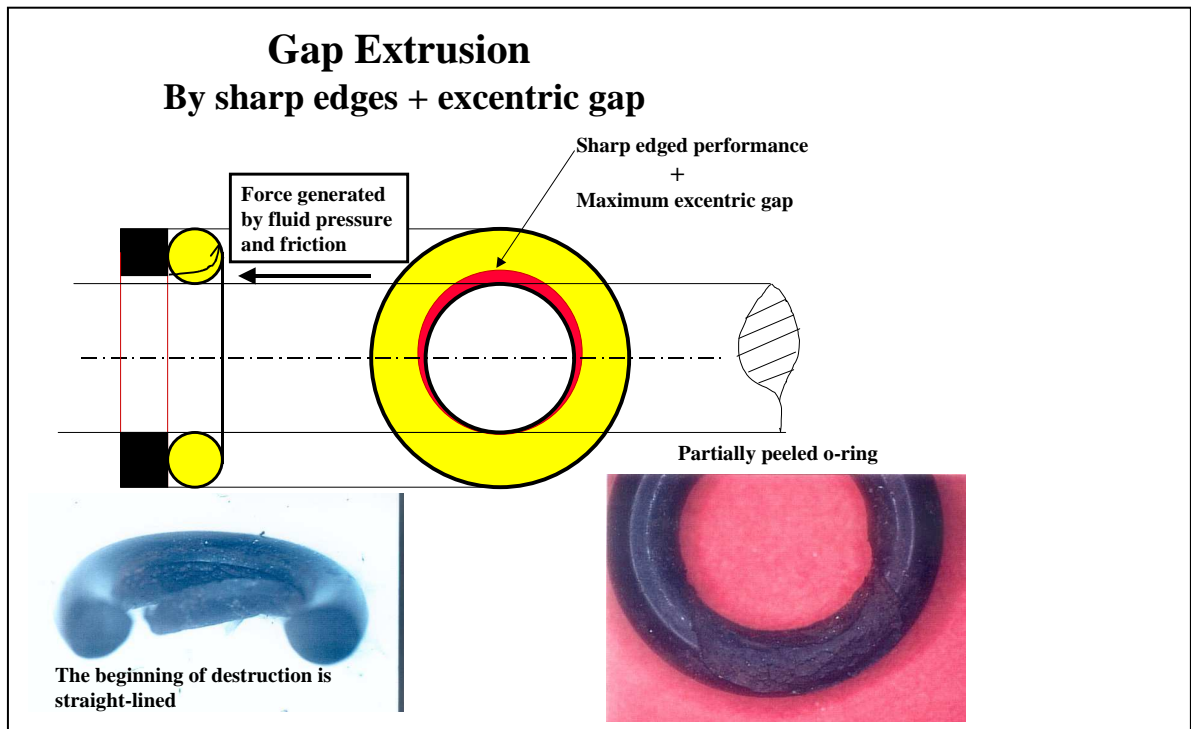 Gap Extrusion
By sharp edges + excentric gap
Sharp edged performance
+
Maximum excentric gap
Force generated
by fluid pressure
and friction
Partially peeled o-ring
The beginning of destruction is
straight-lined